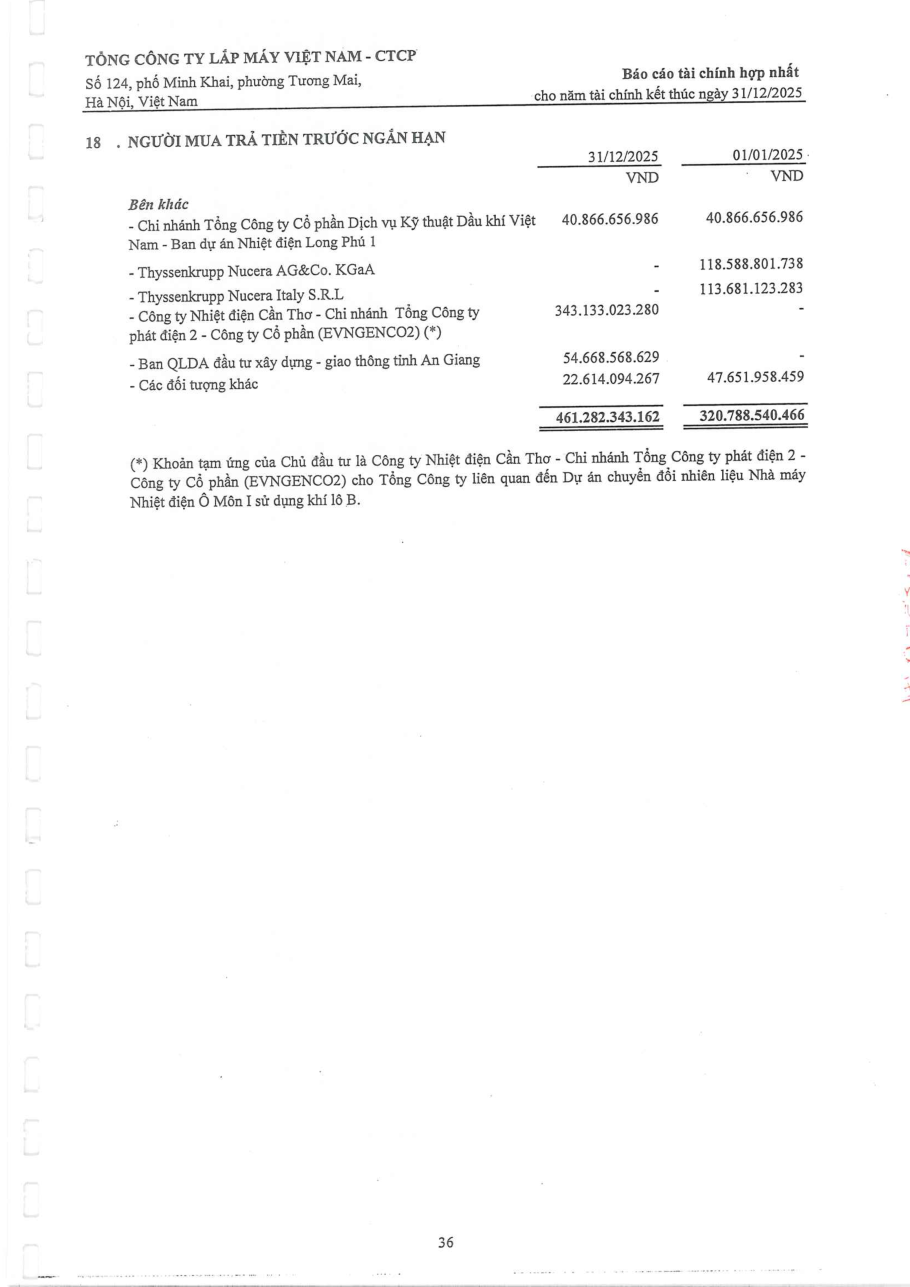 TỔNG CÔNG TY LẮP MÁY VIỆT NAM - CTCP
Số 124, phố Minh Khai, phường Tương Mai,
Hà Nội, Việt Nam
Báo cáo tài chính hợp nhất
cho năm tài chính kết thúc ngày 31/12/2025
18 . NGƯỜI MUA TRẢ TIỀN TRƯỚC NGẮN HẠN
31/12/2025 01/01/2025
VND VND
Bên khác
- Chi nhánh Tổng Công ty Cổ phần Dịch vụ Kỹ thuật Dầu khí Việt 40.866.656.986 40.866.656.986
Nam - Ban dự án Nhiệt điện Long Phú 1
- Thyssenkrupp Nucera AG&Co. KGaA - 118.588.801.738
- Thyssenkrupp Nucera Italy S.R.L - 113.681.123.283
- Công ty Nhiệt điện Cần Thơ - Chi nhánh Tổng Công ty 343.133.023.280 -
phát điện 2 - Công ty Cổ phần (EVNGENCO2) (*)
- Ban QLDA đầu tư xây dựng - giao thông tỉnh An Giang 54.668.568.629 -
- Các đối tượng khác 22.614.094.267 47.651.958.459
461.282.343.162 320.788.540.466
(*) Khoản tạm ứng của Chủ đầu tư là Công ty Nhiệt điện Cần Thơ - Chi nhánh Tổng Công ty phát điện 2 -
Công ty Cổ phần (EVNGENCO2) cho Tổng Công ty liên quan đến Dự án chuyển đổi nhiên liệu Nhà máy
Nhiệt điện Ô Môn I sử dụng khí lô B.
36